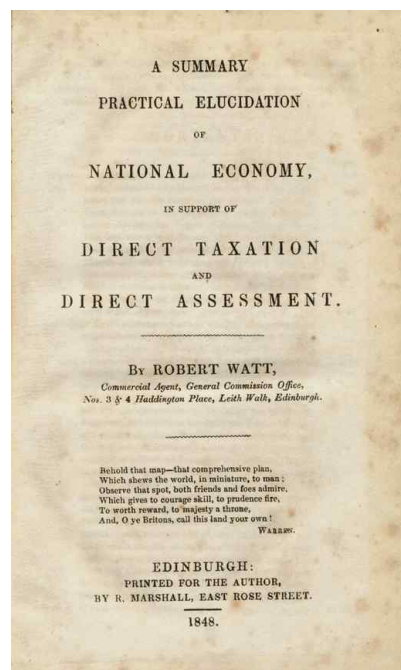 A SUMMARY
PRACTICAL ELUCIDATION
OF
NATIONAL ECONOMY,
IN SUPPORT OF
DIRECT TAXATION
AND
DIRECT ASSESSMENT.
BY ROBERT WATT,
Commercial Agent, General Commission Office,
Nos. 3 & 4 Haddington Place, Leith Walk, Edinburgh.
Behold that map—that comprehensive plan,
Which shews the world, in miniature, to man;
Observe that spot, both friends and foes admire,
Which gives to courage skill, to prudence fire,
To worth reward, to majesty a throne,
And, O ye Britons, call this land your own!
WARREN.
EDINBURGH:
PRINTED FOR THE AUTHOR,
BY R. MARSHALL, EAST ROSE STREET.
1848.